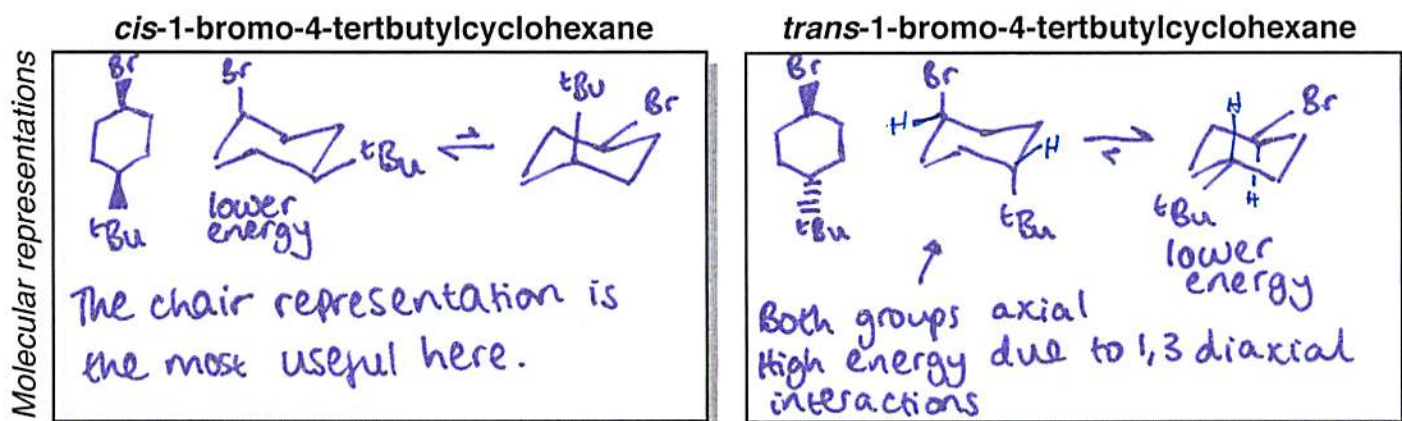 cis-1-bromo-4-tertbutylcyclohexane
trans-1-bromo-4-tertbutylcyclohexane
Molecular representations
Br
Br
tBu
Br
tBu
tBu
lower
energy
The chair representation is
the most useful here.
Br
Br
H
H
H
Br
tBu
tBu
tBu
H
lower
energy
Both groups axial
High energy due to 1,3 diaxial
interactions